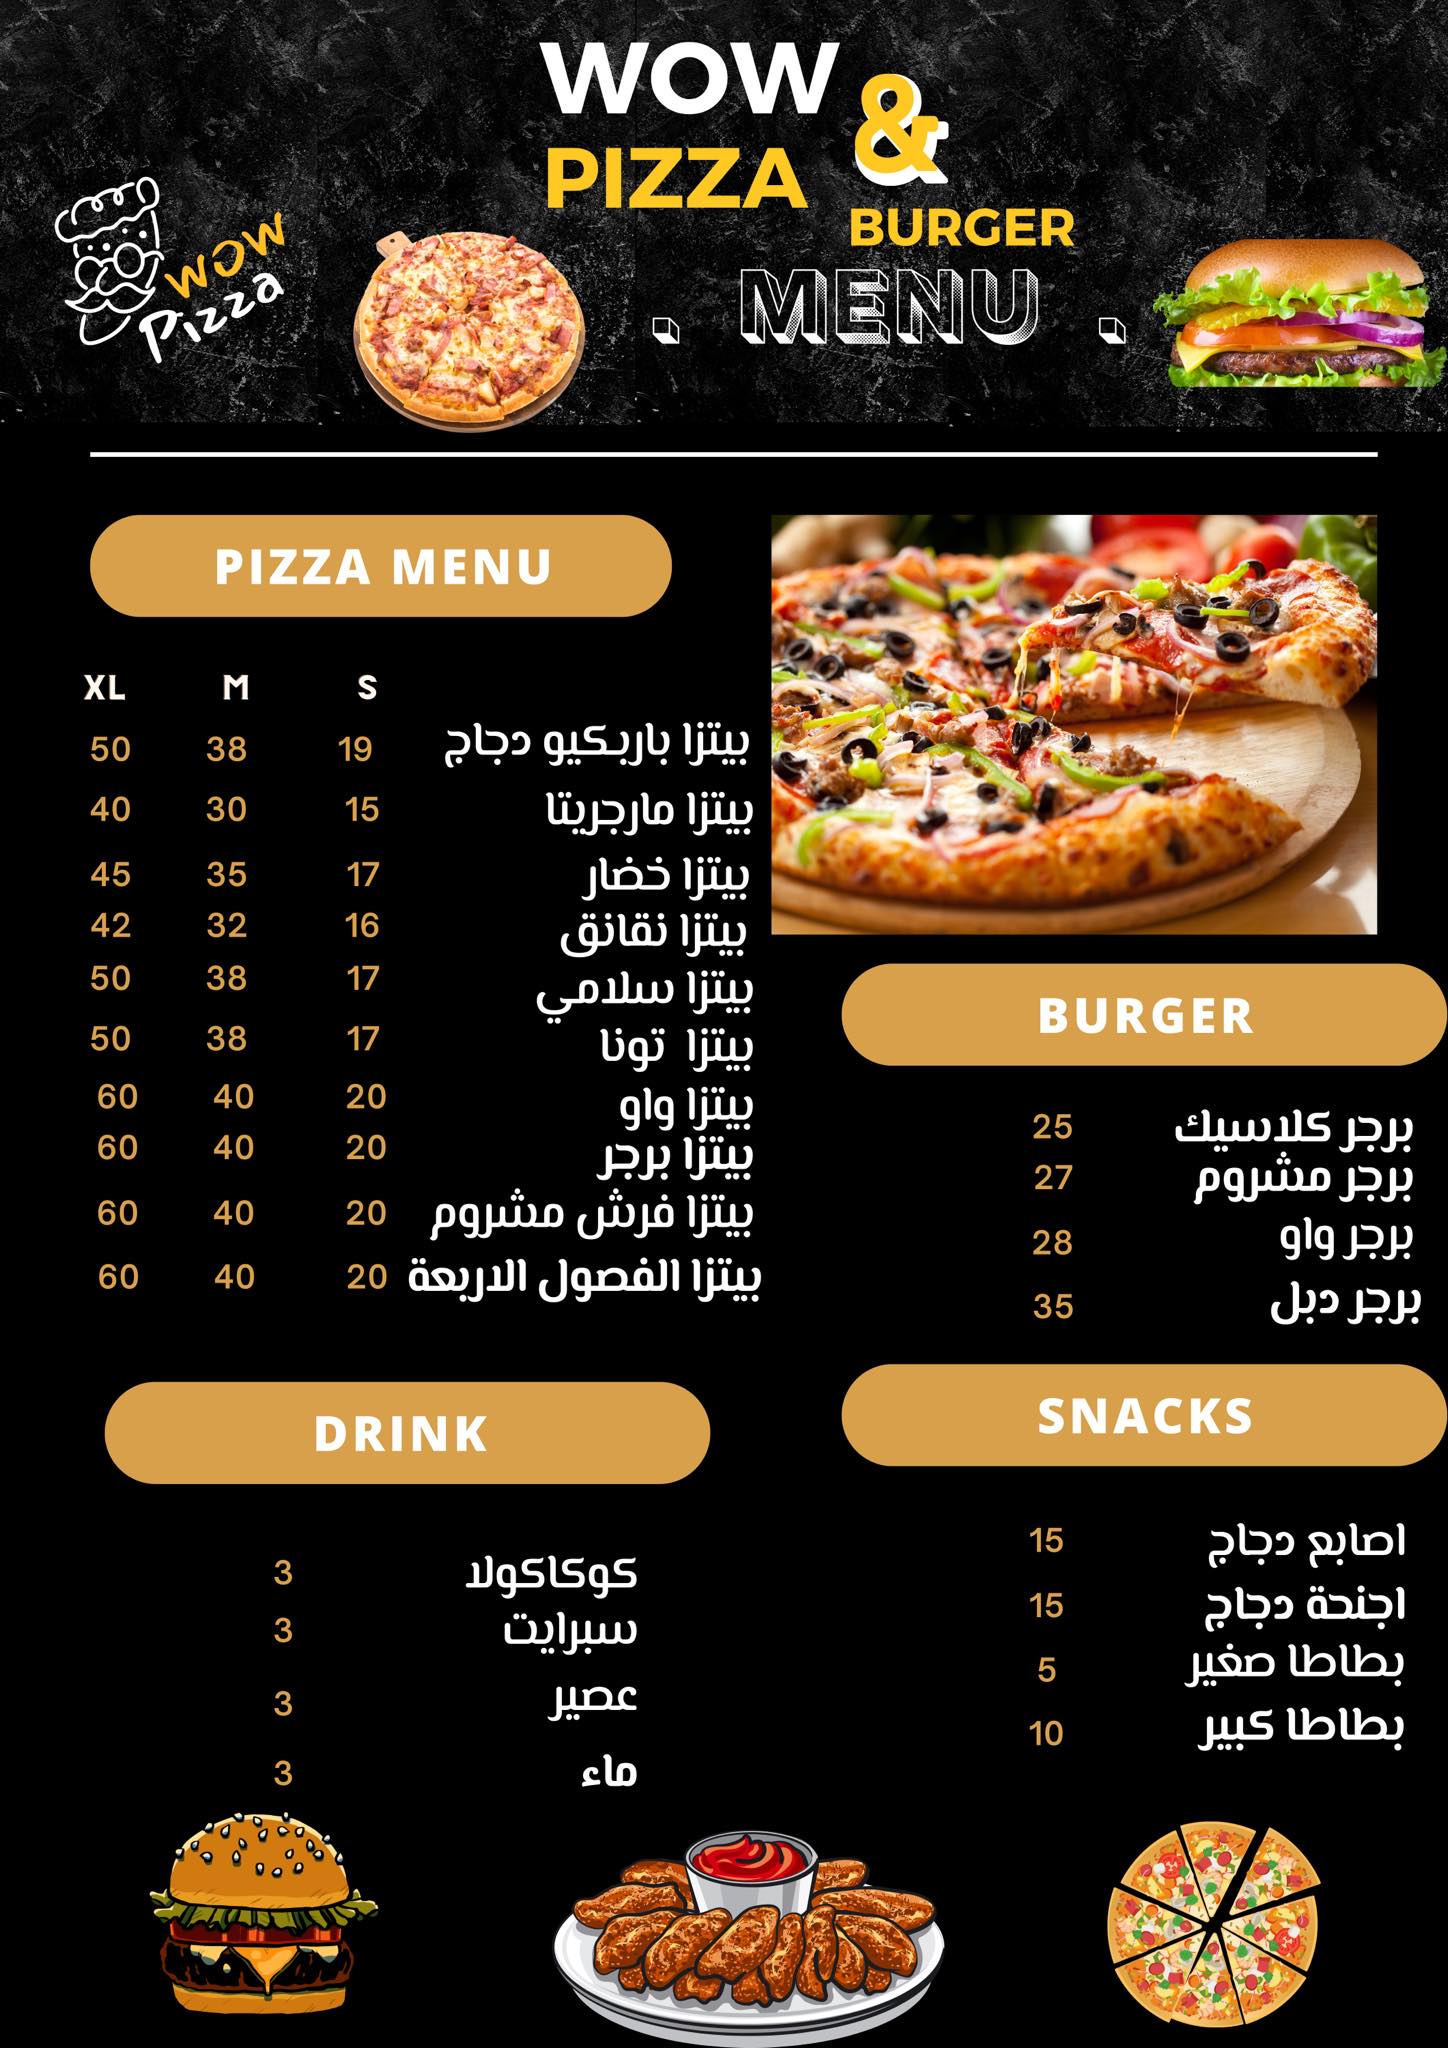 WOW
PIZZA
&
BURGER
. MENU .
wow
Pizza
PIZZA MENU
XL M S
بيتزا باربكيو دجاج 19 38 50
بيتزا مارجريتا 15 30 40
بيتزا خضار 17 35 45
بيتزا نقانق 16 32 42
بيتزا سلامي 17 38 50
بيتزا تونا 17 38 50
بيتزا واو 20 40 60
بيتزا برجر 20 40 60
بيتزا فرش مشروم 20 40 60
بيتزا الفصول الاربعة 20 40 60
BURGER
برجر كلاسيك 25
برجر مشروم 27
برجر واو 28
برجر دبل 35
DRINK
كوكاكولا 3
سبرايت 3
عصير 3
ماء 3
SNACKS
اصابع دجاج 15
اجنحة دجاج 15
بطاطا صغير 5
بطاطا كبير 10